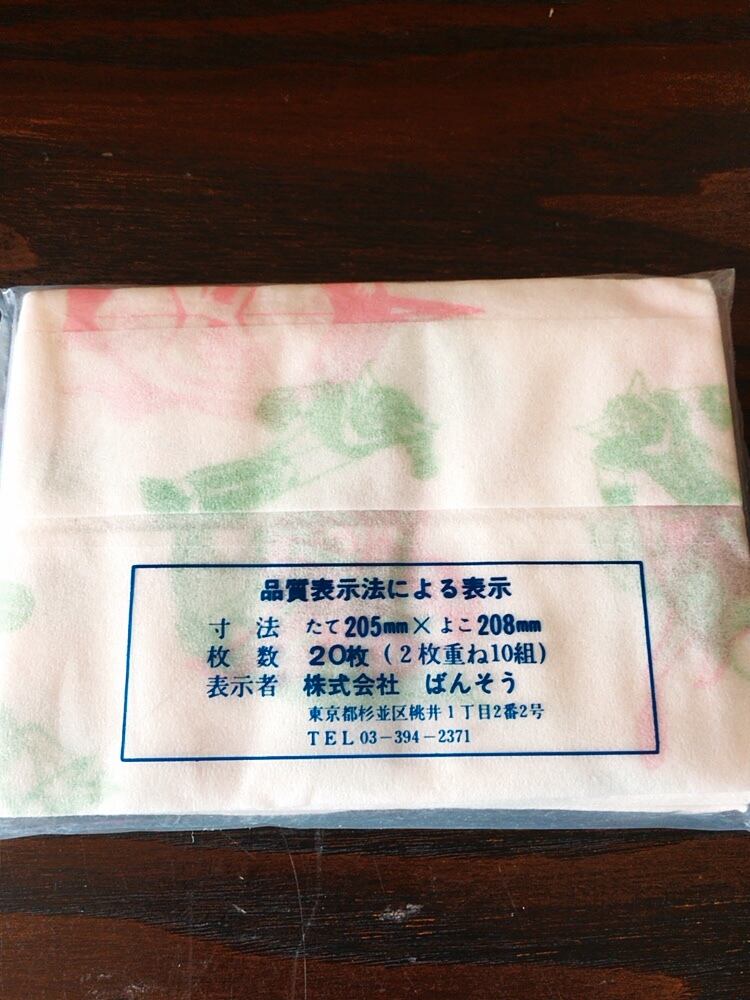 品質表示法による表示
寸 法 たて205mm×よこ208mm
枚 数 20枚(2枚重ね10組)
表示者 株式会社 ばんそう
東京都杉並区桃井1丁目2番2号
TEL 03-394-2371